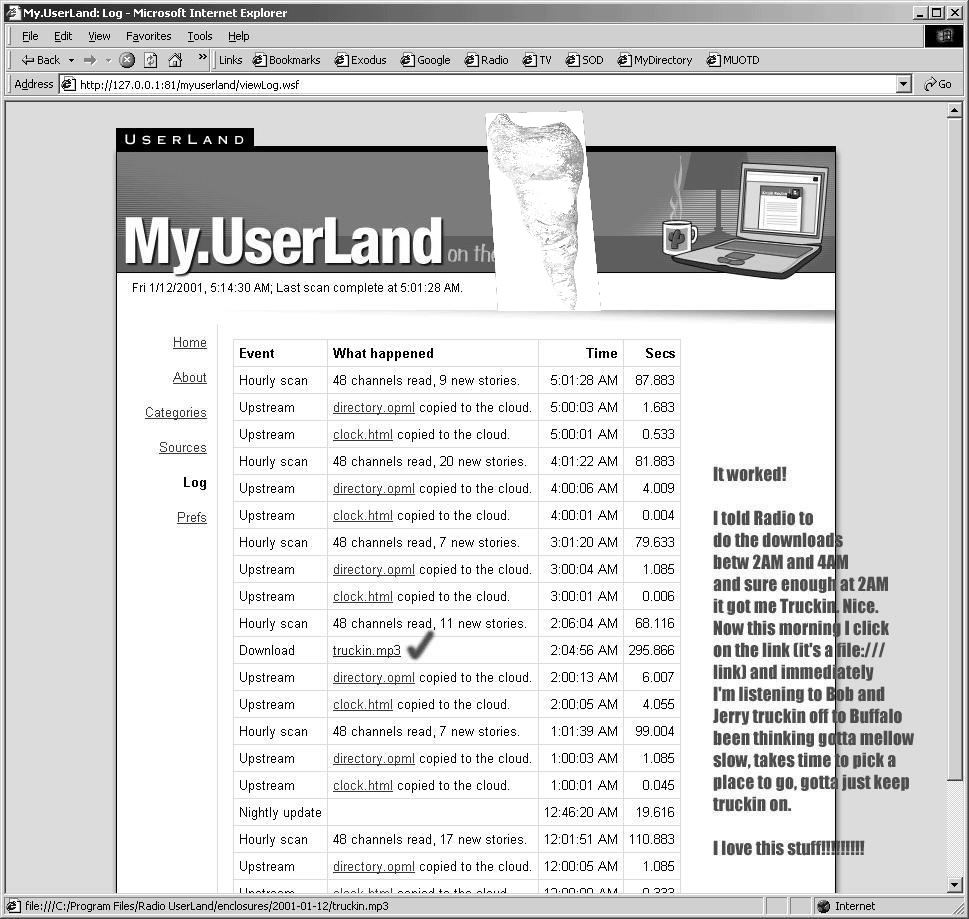 My.UserLand: Log - Microsoft Internet Explorer
File Edit View Favorites Tools Help
Back » Links Bookmarks Exodus Google Radio TV SOD MyDirectory MUOTD
Address http://127.0.0.1:81/myuserland/viewLog.wsf Go
USERLAND
My.UserLand on the
Fri 1/12/2001, 5:14:30 AM; Last scan complete at 5:01:28 AM.
Home
About
Categories
Sources
Log
Prefs
Event What happened Time Secs
Hourly scan 48 channels read, 9 new stories. 5:01:28 AM 87.883
Upstream directory.opml copied to the cloud. 5:00:03 AM 1.683
Upstream clock.html copied to the cloud. 5:00:01 AM 0.533
Hourly scan 48 channels read, 20 new stories. 4:01:22 AM 81.883
Upstream directory.opml copied to the cloud. 4:00:06 AM 4.009
Upstream clock.html copied to the cloud. 4:00:01 AM 0.004
Hourly scan 48 channels read, 7 new stories. 3:01:20 AM 79.633
Upstream directory.opml copied to the cloud. 3:00:04 AM 1.085
Upstream clock.html copied to the cloud. 3:00:01 AM 0.006
Hourly scan 48 channels read, 11 new stories. 2:06:04 AM 68.116
Download truckin.mp3 2:04:56 AM 295.866
Upstream directory.opml copied to the cloud. 2:00:13 AM 6.007
Upstream clock.html copied to the cloud. 2:00:05 AM 4.055
Hourly scan 48 channels read, 7 new stories. 1:01:39 AM 99.004
Upstream directory.opml copied to the cloud. 1:00:03 AM 1.085
Upstream clock.html copied to the cloud. 1:00:01 AM 0.045
Nightly update 12:46:20 AM 19.616
Hourly scan 48 channels read, 17 new stories. 12:01:51 AM 110.883
Upstream directory.opml copied to the cloud. 12:00:05 AM 1.085
Upstream clock.html copied to the cloud. 12:00:00 AM 0.333
It worked!
I told Radio to
do the downloads
betw 2AM and 4AM
and sure enough at 2AM
it got me Truckin. Nice.
Now this morning I click
on the link (it's a file:///
link) and immediately
I'm listening to Bob and
Jerry truckin off to Buffalo
been thinking gotta mellow
slow, takes time to pick a
place to go, gotta just keep
truckin on.
I love this stuff!!!!!!!!!
file:///C:/Program Files/Radio UserLand/enclosures/2001-01-12/truckin.mp3 Internet